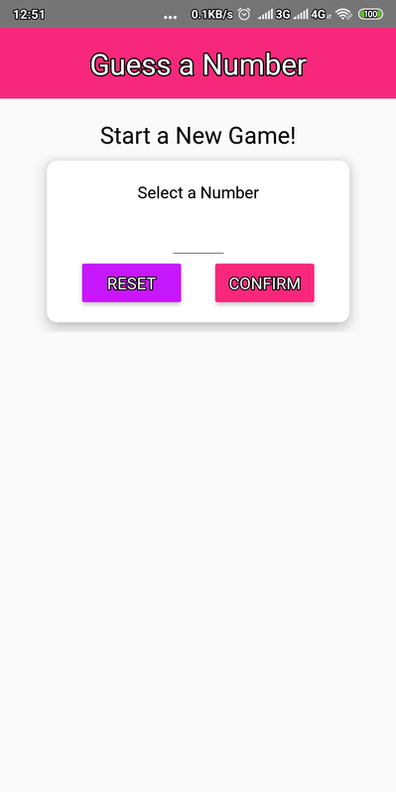 12:51 ... 0.1KB/s 3G 4G 100
Guess a Number
Start a New Game!
Select a Number
RESET CONFIRM